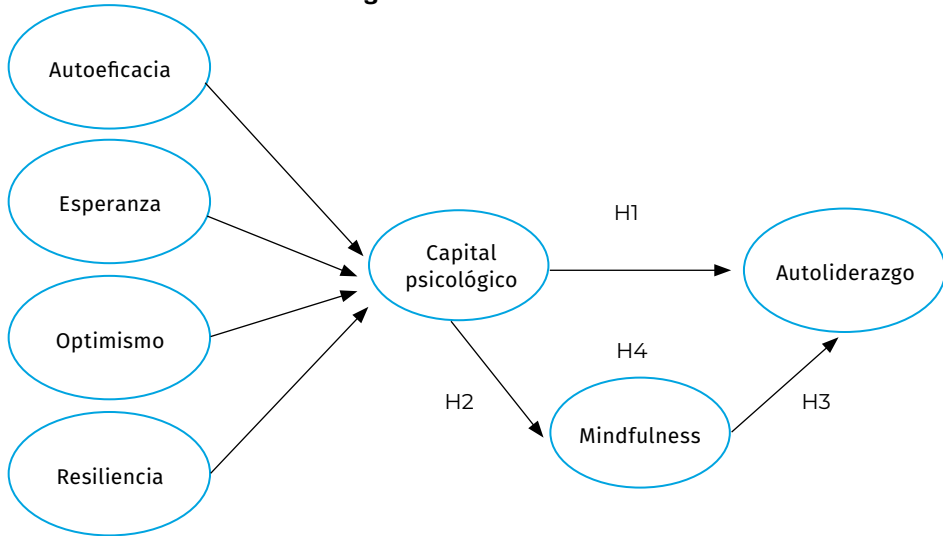 Autoeficacia
Esperanza
Optimismo
Resiliencia
Capital
psicológico
H1
H2
H4
H3
Mindfulness
Autoliderazgo